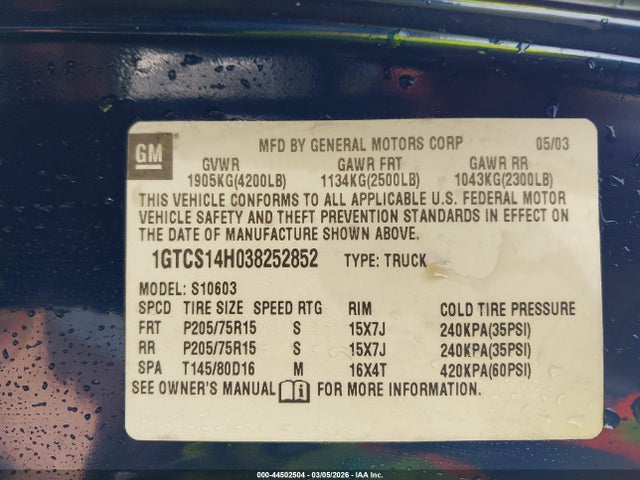 GM
MFD BY GENERAL MOTORS CORP 05/03
GVWR GAWR FRT GAWR RR
1905KG(4200LB) 1134KG(2500LB) 1043KG(2300LB)
THIS VEHICLE CONFORMS TO ALL APPLICABLE U.S. FEDERAL MOTOR
VEHICLE SAFETY AND THEFT PREVENTION STANDARDS IN EFFECT ON
THE DATE OF MANUFACTURE SHOWN ABOVE.
1GTCS14H038252852 TYPE: TRUCK
MODEL: S10603
SPCD TIRE SIZE SPEED RTG RIM COLD TIRE PRESSURE
FRT P205/75R15 S 15X7J 240KPA(35PSI)
RR P205/75R15 S 15X7J 240KPA(35PSI)
SPA T145/80D16 M 16X4T 420KPA(60PSI)
SEE OWNER'S MANUAL i FOR MORE INFORMATION.
000-44502504 | 03/05/2026 - IAA Inc.